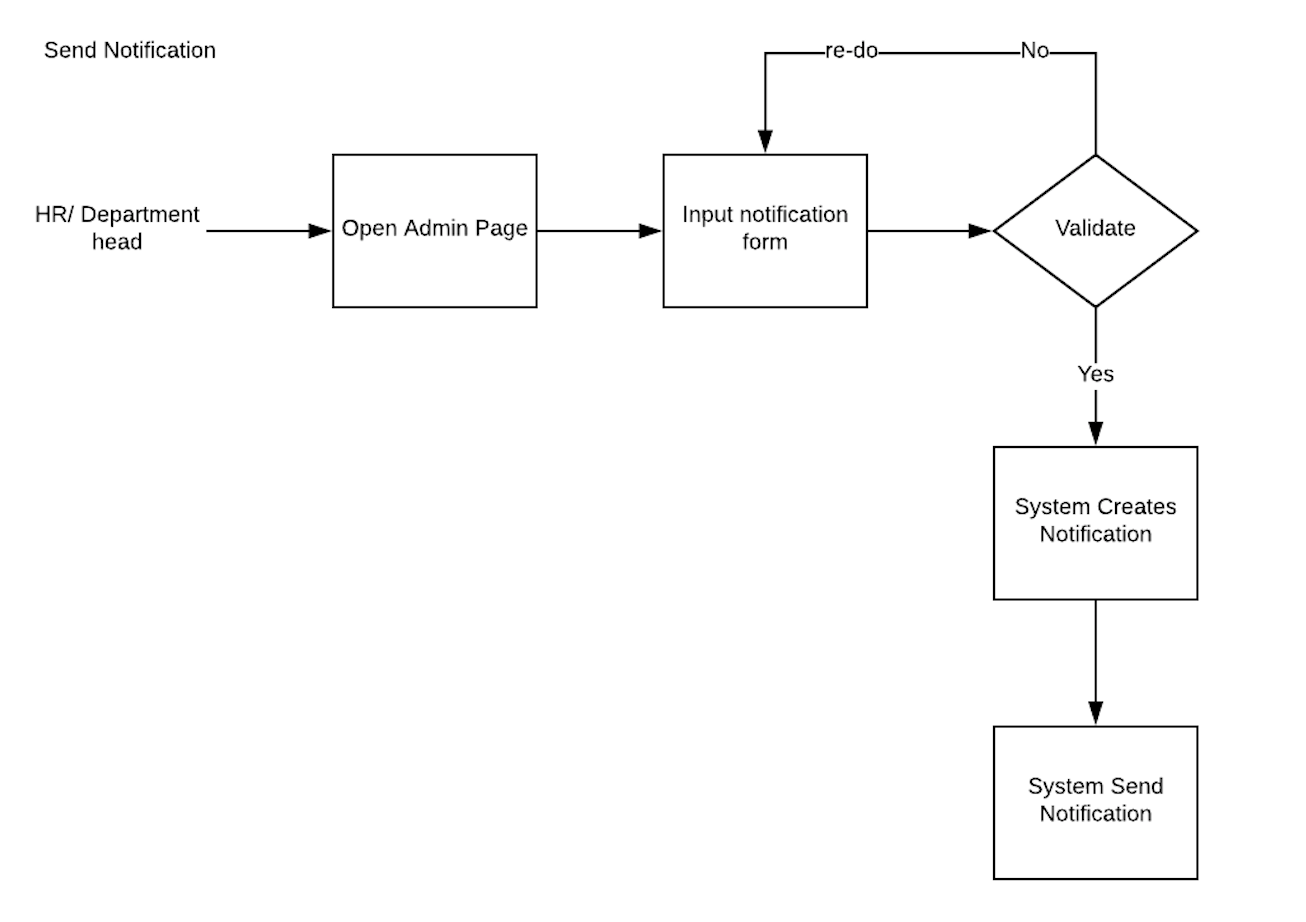 Send Notification
re-do
No
HR/ Department
head
Open Admin Page
Input notification
form
Validate
Yes
System Creates
Notification
System Send
Notification